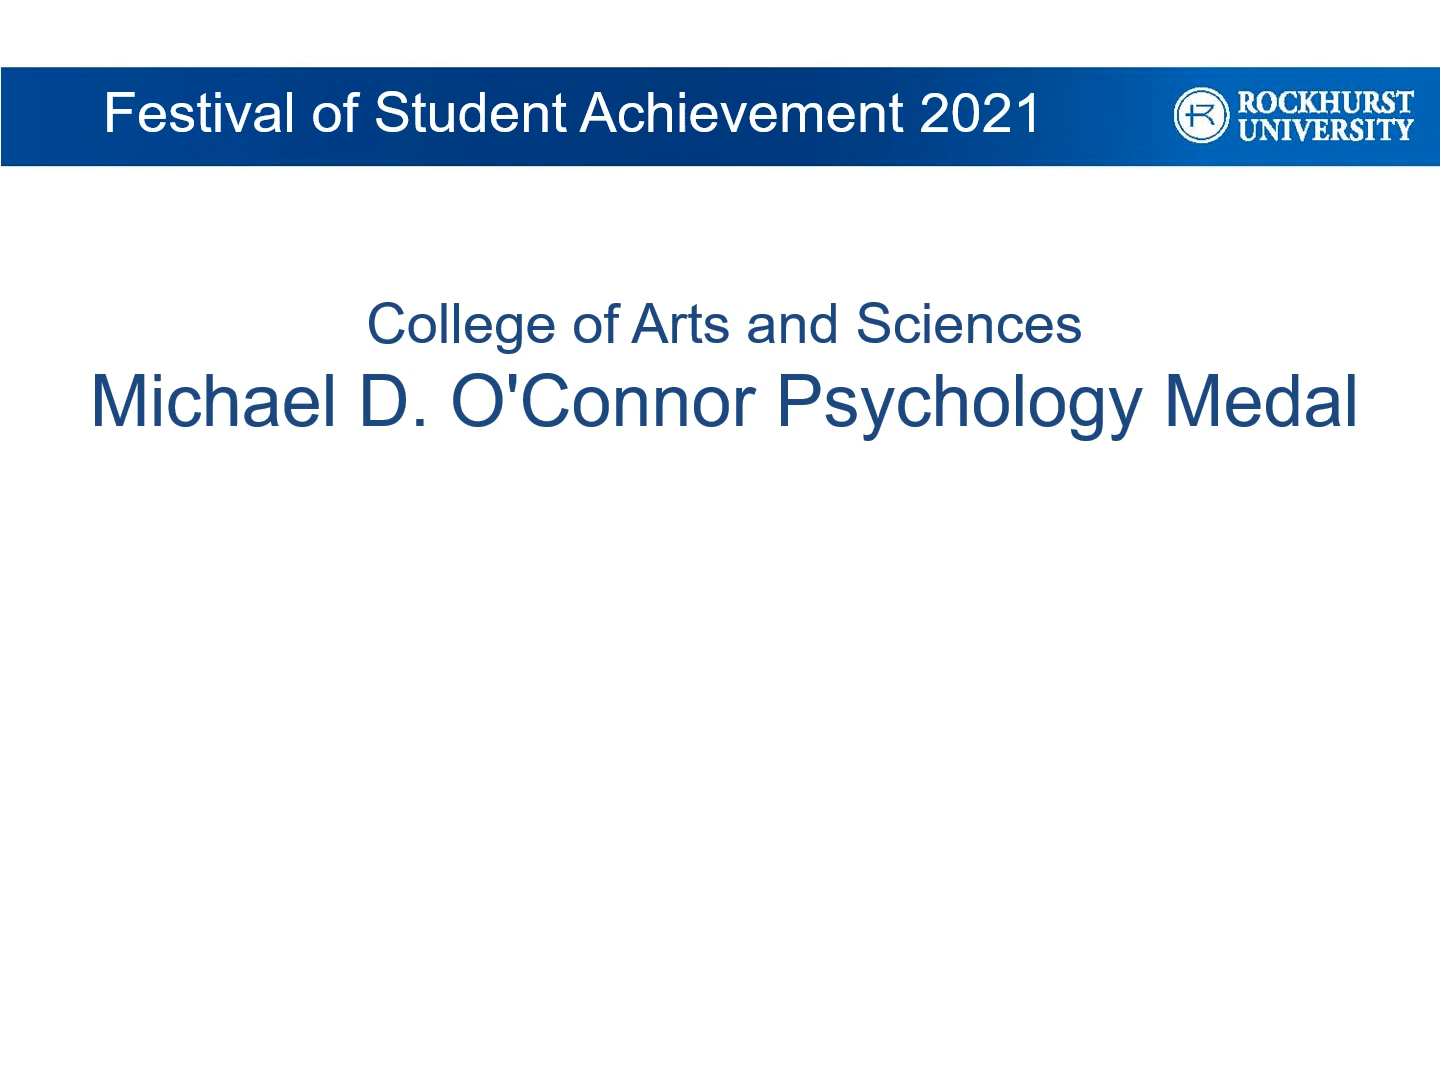 Festival of Student Achievement 2021
ROCKHURST
UNIVERSITY
College of Arts and Sciences
Michael D. O'Connor Psychology Medal